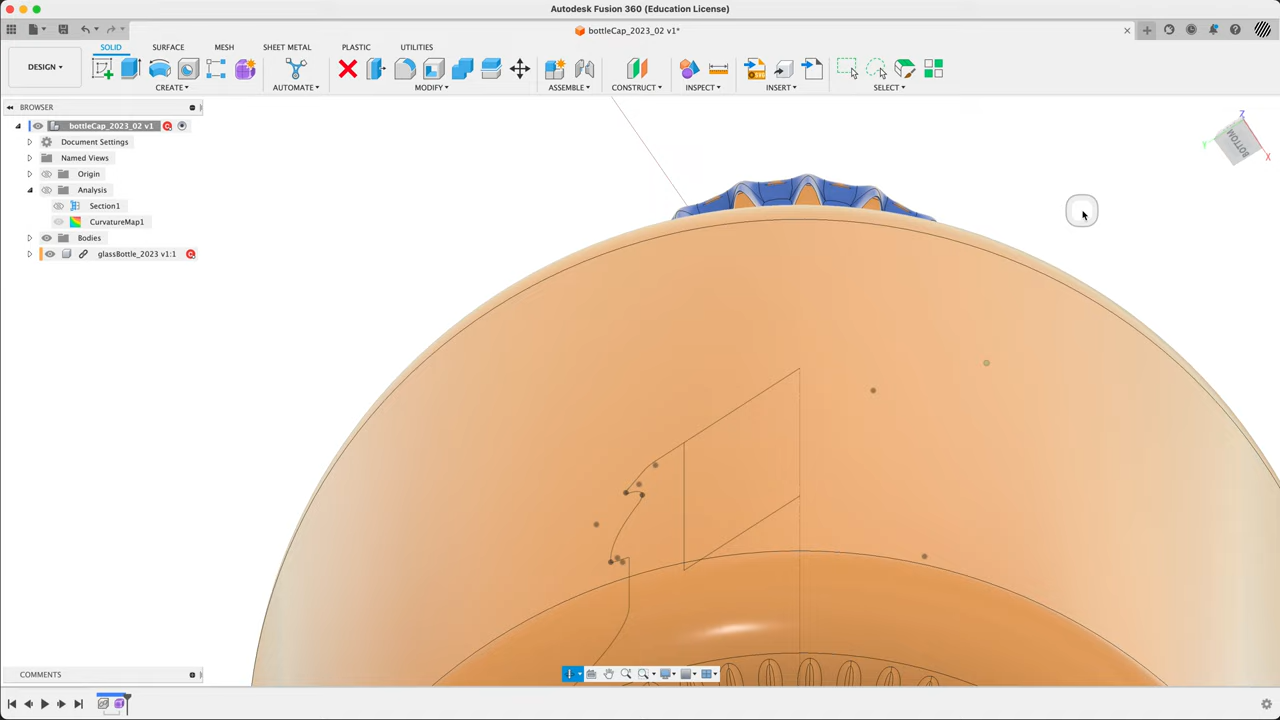 Autodesk Fusion 360 (Education License)
bottleCap_2023_02 v1*
SOLID SURFACE MESH SHEET METAL PLASTIC UTILITIES
DESIGN
CREATE AUTOMATE MODIFY ASSEMBLE CONSTRUCT INSPECT INSERT SELECT
BROWSER
bottleCap_2023_02 v1
Document Settings
Named Views
Origin
Analysis
Section1
CurvatureMap1
Bodies
glassBottle_2023 v1:1
Z
BOTTOM
Y
X
COMMENTS